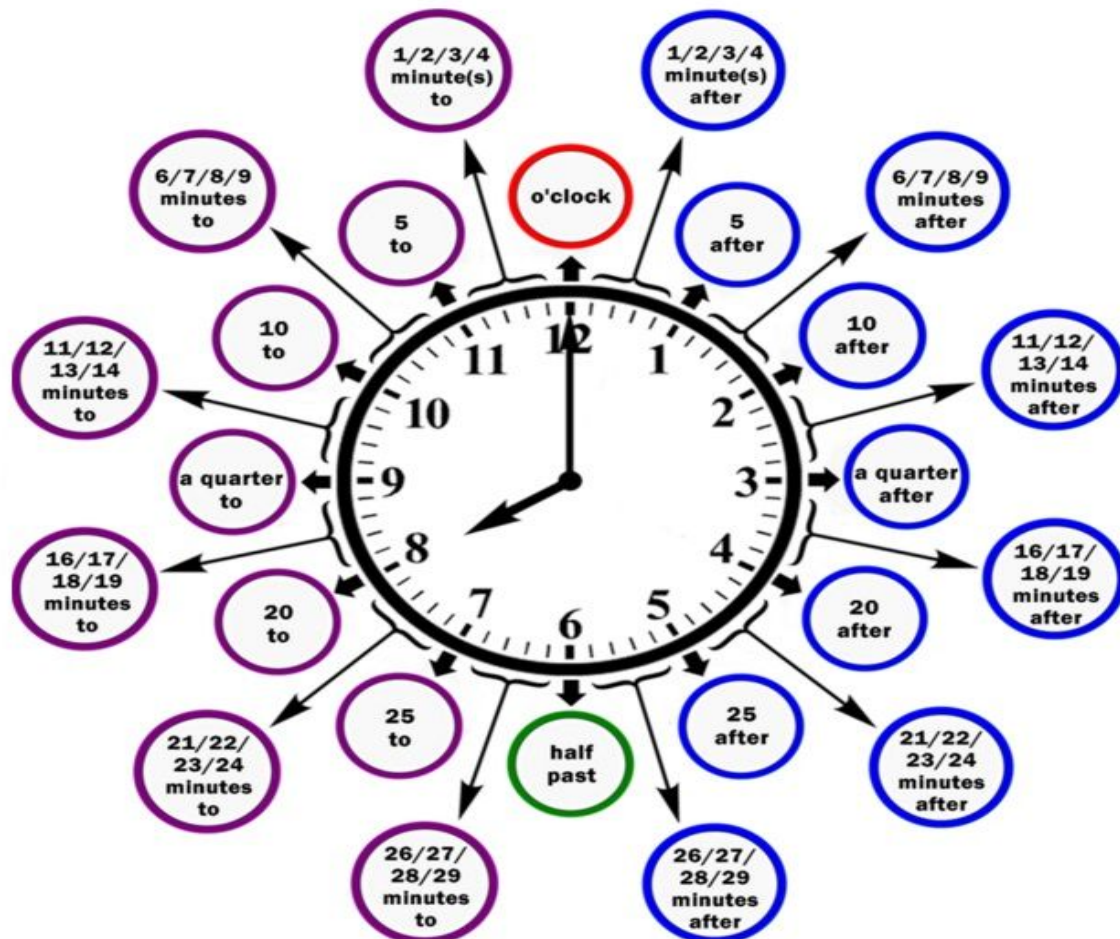 1/2/3/4
minute(s)
to
1/2/3/4
minute(s)
after
6/7/8/9
minutes
to
5
to
o'clock
5
after
6/7/8/9
minutes
after
10
to
10
after
11/12/
13/14
minutes
to
11/12/
13/14
minutes
after
a quarter
to
a quarter
after
12
1
2
3
4
5
6
7
8
9
10
11
16/17/
18/19
minutes
to
20
to
20
after
16/17/
18/19
minutes
after
21/22/
23/24
minutes
to
25
to
half
past
25
after
21/22/
23/24
minutes
after
26/27/
28/29
minutes
to
26/27/
28/29
minutes
after